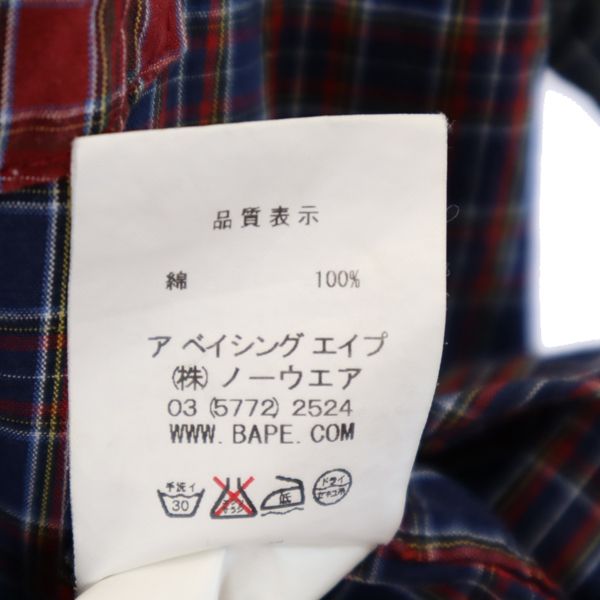 品質表示
綿 100%
ア ベイシング エイプ
(株) ノーウエア
03 (5772) 2524
WWW. BAPE. COM
手洗イ 30 低 ドライ